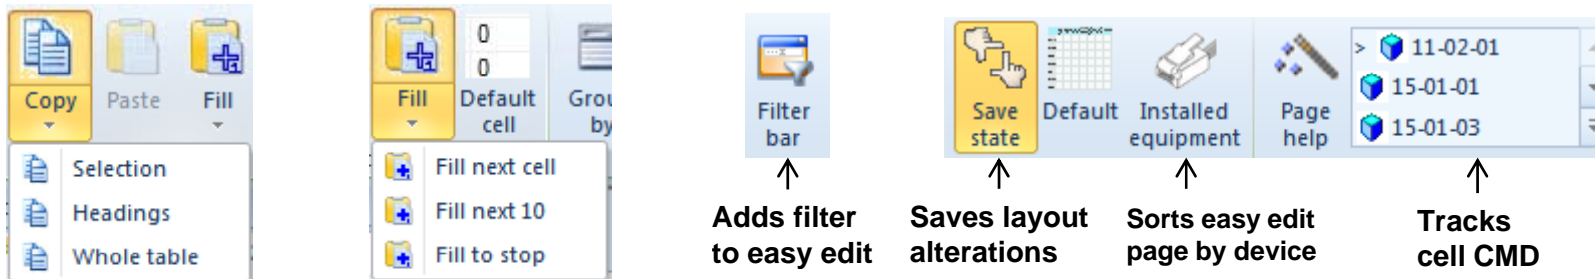 Copy
Paste
Fill
Selection
Headings
Whole table
Fill
0
0
Default
cell
Grou
by
Fill next cell
Fill next 10
Fill to stop
Filter
bar
Adds filter
to easy edit
Save
state
Default
Installed
equipment
Page
help
> 11-02-01
15-01-01
15-01-03
Saves layout
alterations
Sorts easy edit
page by device
Tracks
cell CMD